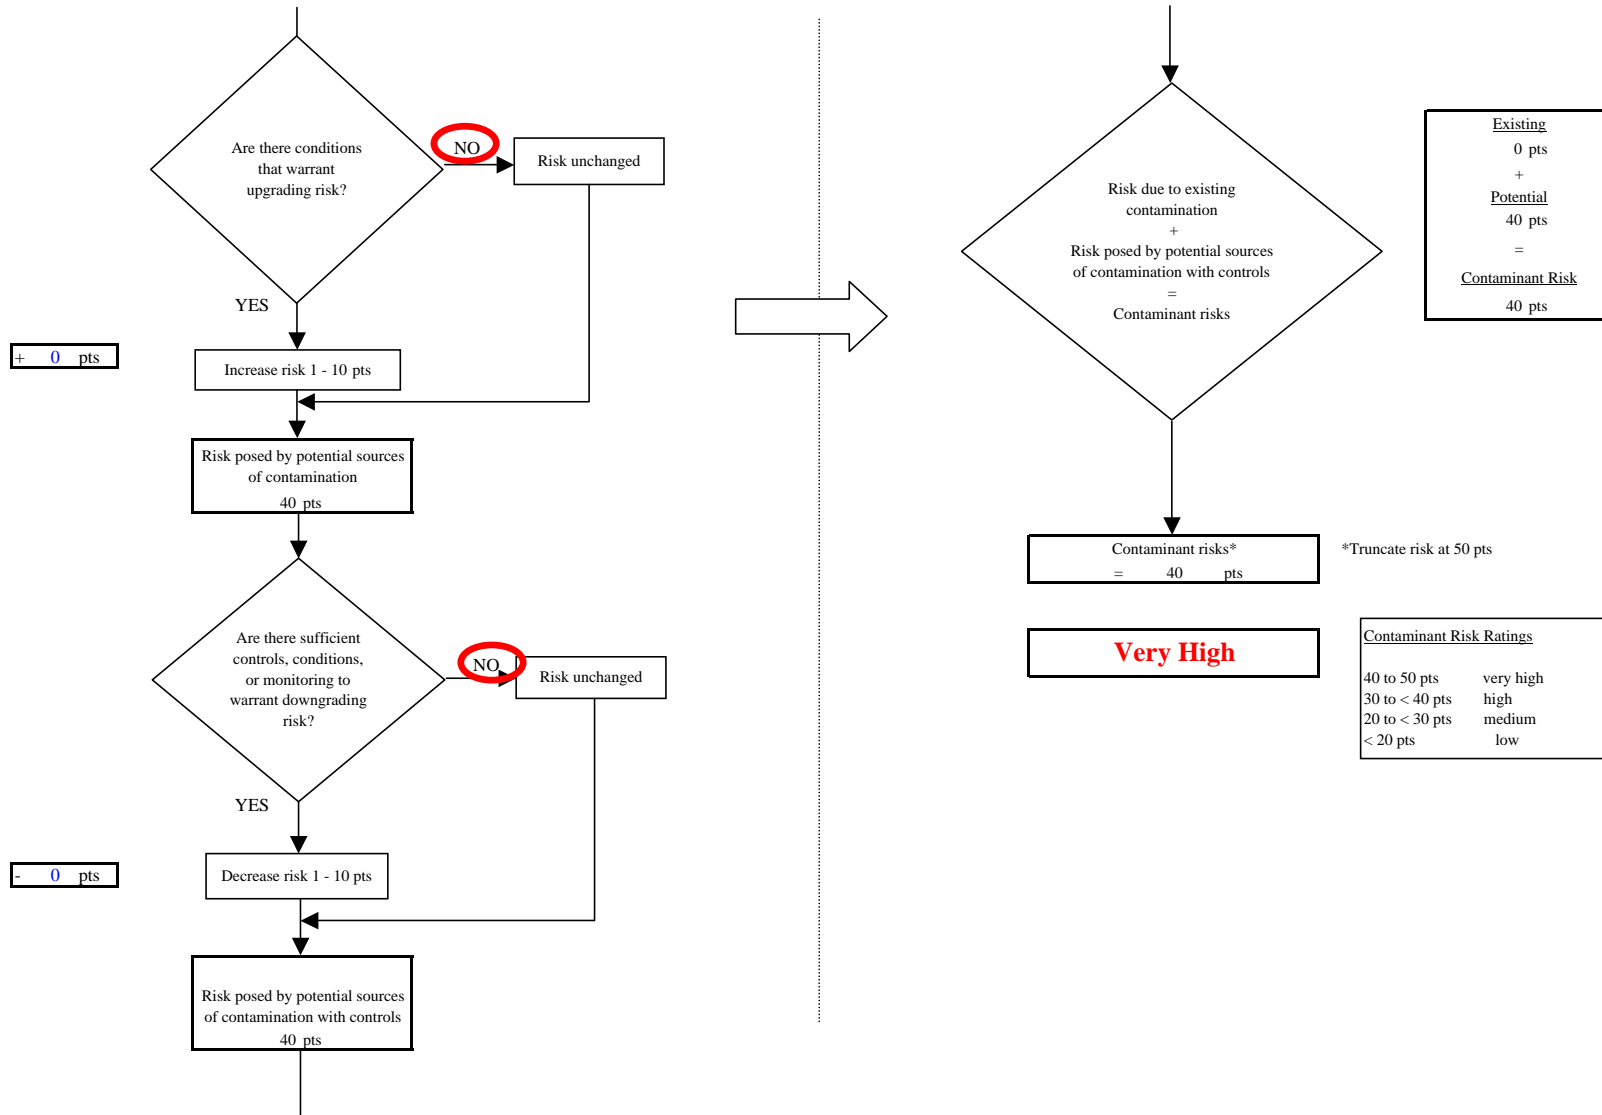 Are there conditions
that warrant
upgrading risk?
NO
Risk unchanged
YES
+ 0 pts
Increase risk 1 - 10 pts
Risk posed by potential sources
of contamination
40 pts
Are there sufficient
controls, conditions,
or monitoring to
warrant downgrading
risk?
NO
Risk unchanged
YES
- 0 pts
Decrease risk 1 - 10 pts
Risk posed by potential sources
of contamination with controls
40 pts
Risk due to existing
contamination
+
Risk posed by potential sources
of contamination with controls
=
Contaminant risks
Existing
0 pts
+
Potential
40 pts
=
Contaminant Risk
40 pts
Contaminant risks*
= 40 pts
*Truncate risk at 50 pts
Very High
Contaminant Risk Ratings
40 to 50 pts very high
30 to < 40 pts high
20 to < 30 pts medium
< 20 pts low